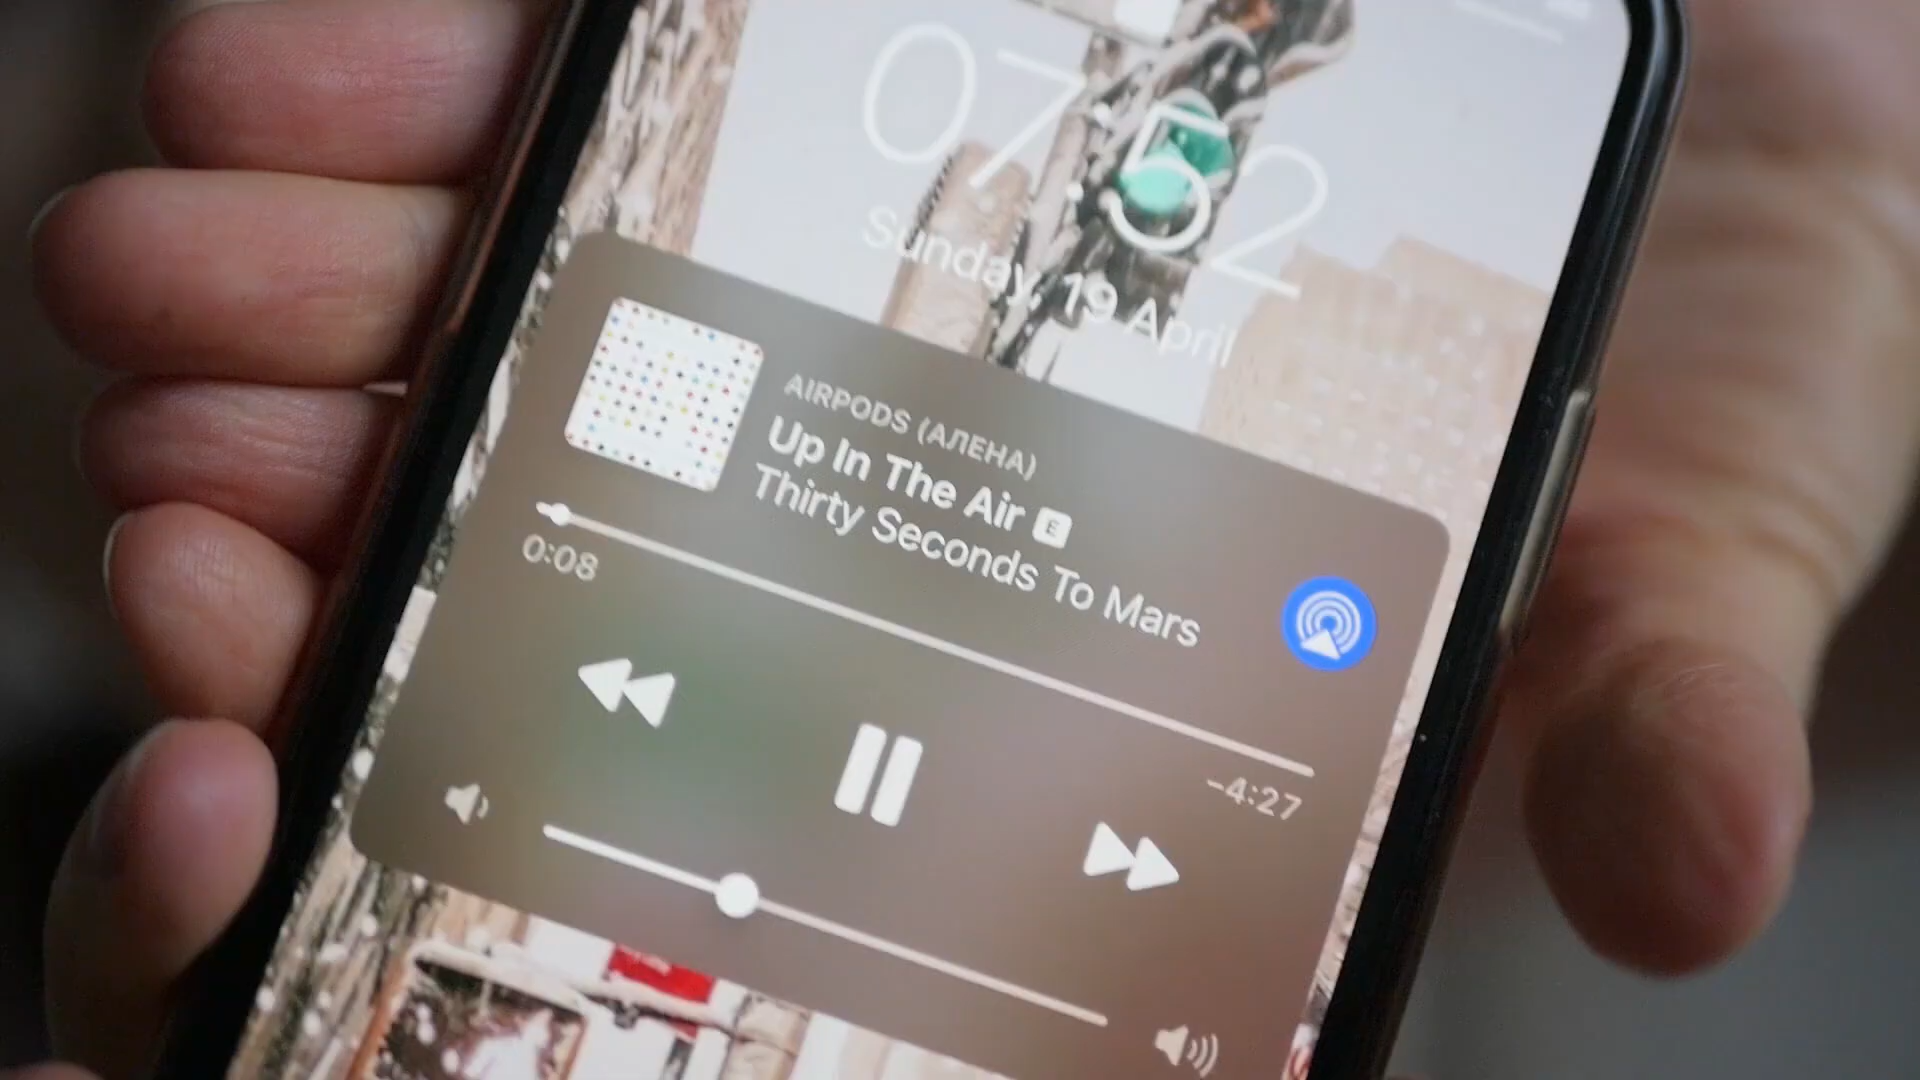 07:52
Sunday, 19 April
AIRPODS (АЛЕНА)
Up In The Air E
Thirty Seconds To Mars
0:08
-4:27